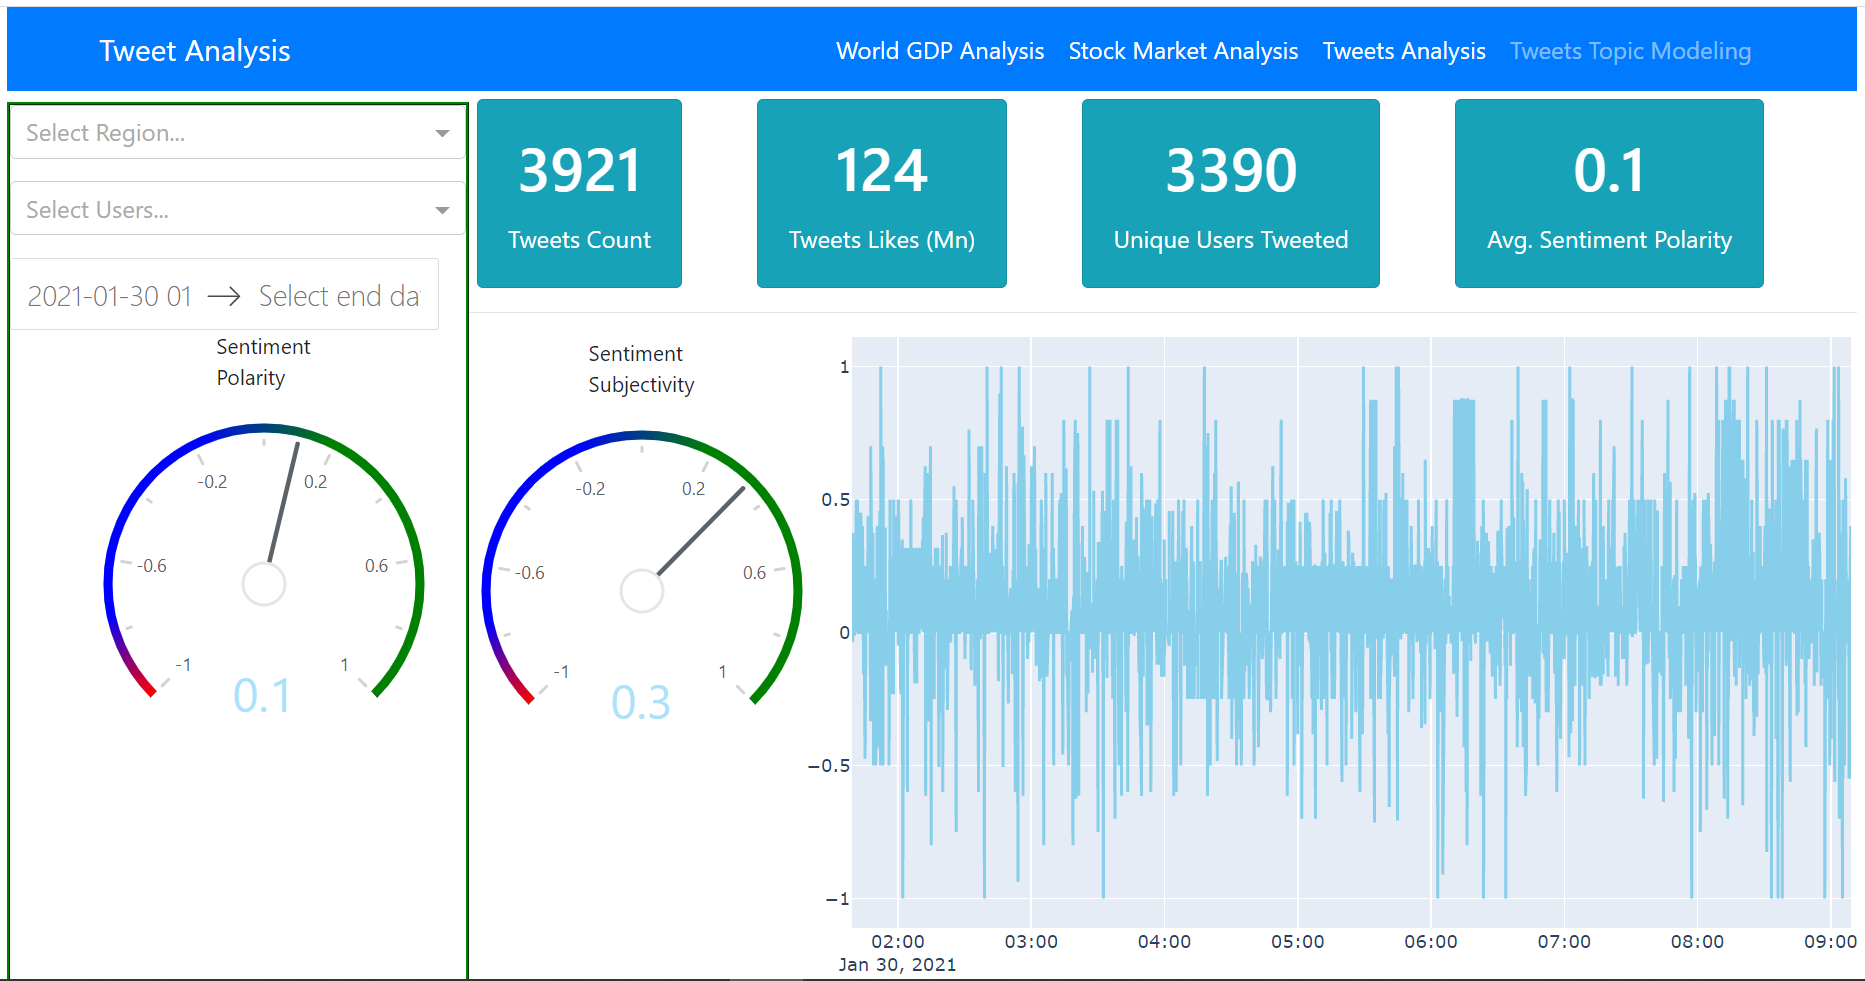 Tweet Analysis
World GDP Analysis Stock Market Analysis Tweets Analysis Tweets Topic Modeling
Select Region...
Select Users...
2021-01-30 01 → Select end da
3921
Tweets Count
124
Tweets Likes (Mn)
3390
Unique Users Tweeted
0.1
Avg. Sentiment Polarity
Sentiment
Polarity
-0.2
0.2
-0.6
0.6
-1
1
0.1
Sentiment
Subjectivity
-0.2
0.2
-0.6
0.6
-1
1
0.3
1
0.5
0
−0.5
−1
02:00 03:00 04:00 05:00 06:00 07:00 08:00 09:00
Jan 30, 2021